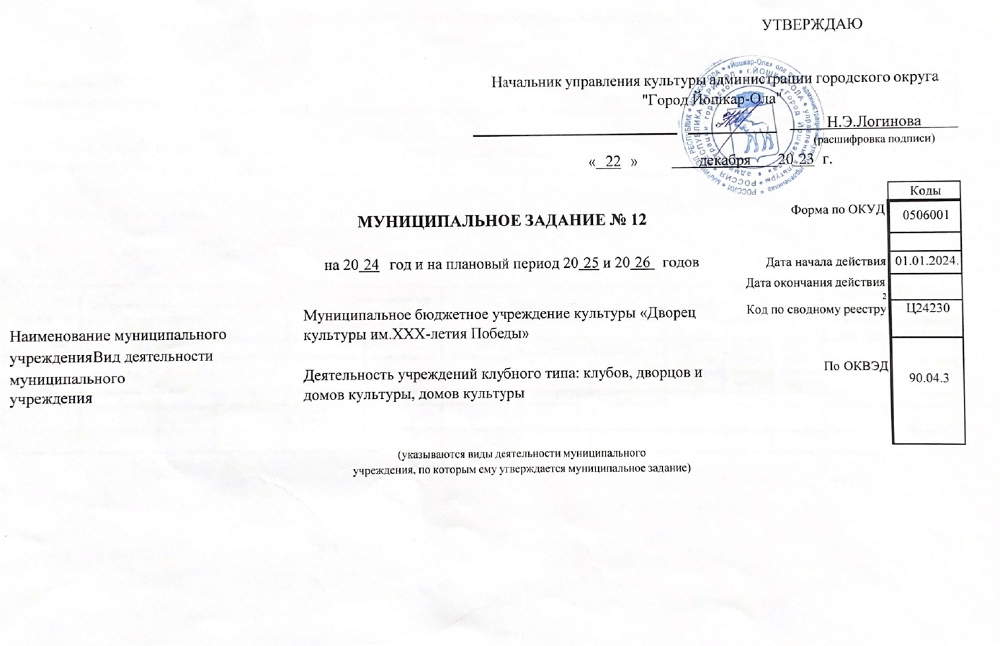 УТВЕРЖДАЮ
Начальник управления культуры администрации городского округа
"Город Йошкар-Ола"
Н.Э.Логинова
(расшифровка подписи)
« 22 » декабря 20 23 г.
Коды
МУНИЦИПАЛЬНОЕ ЗАДАНИЕ № 12
Форма по ОКУД 0506001
на 20 24 год и на плановый период 20 25 и 20 26 годов
Дата начала действия 01.01.2024.
Дата окончания действия
2
Код по сводному реестру Ц24230
Наименование муниципального
учрежденияВид деятельности
муниципального
учреждения
Муниципальное бюджетное учреждение культуры «Дворец
культуры им.ХХХ-летия Победы»
Деятельность учреждений клубного типа: клубов, дворцов и
домов культуры, домов культуры
По ОКВЭД 90.04.3
(указываются виды деятельности муниципального
учреждения, по которым ему утверждается муниципальное задание)